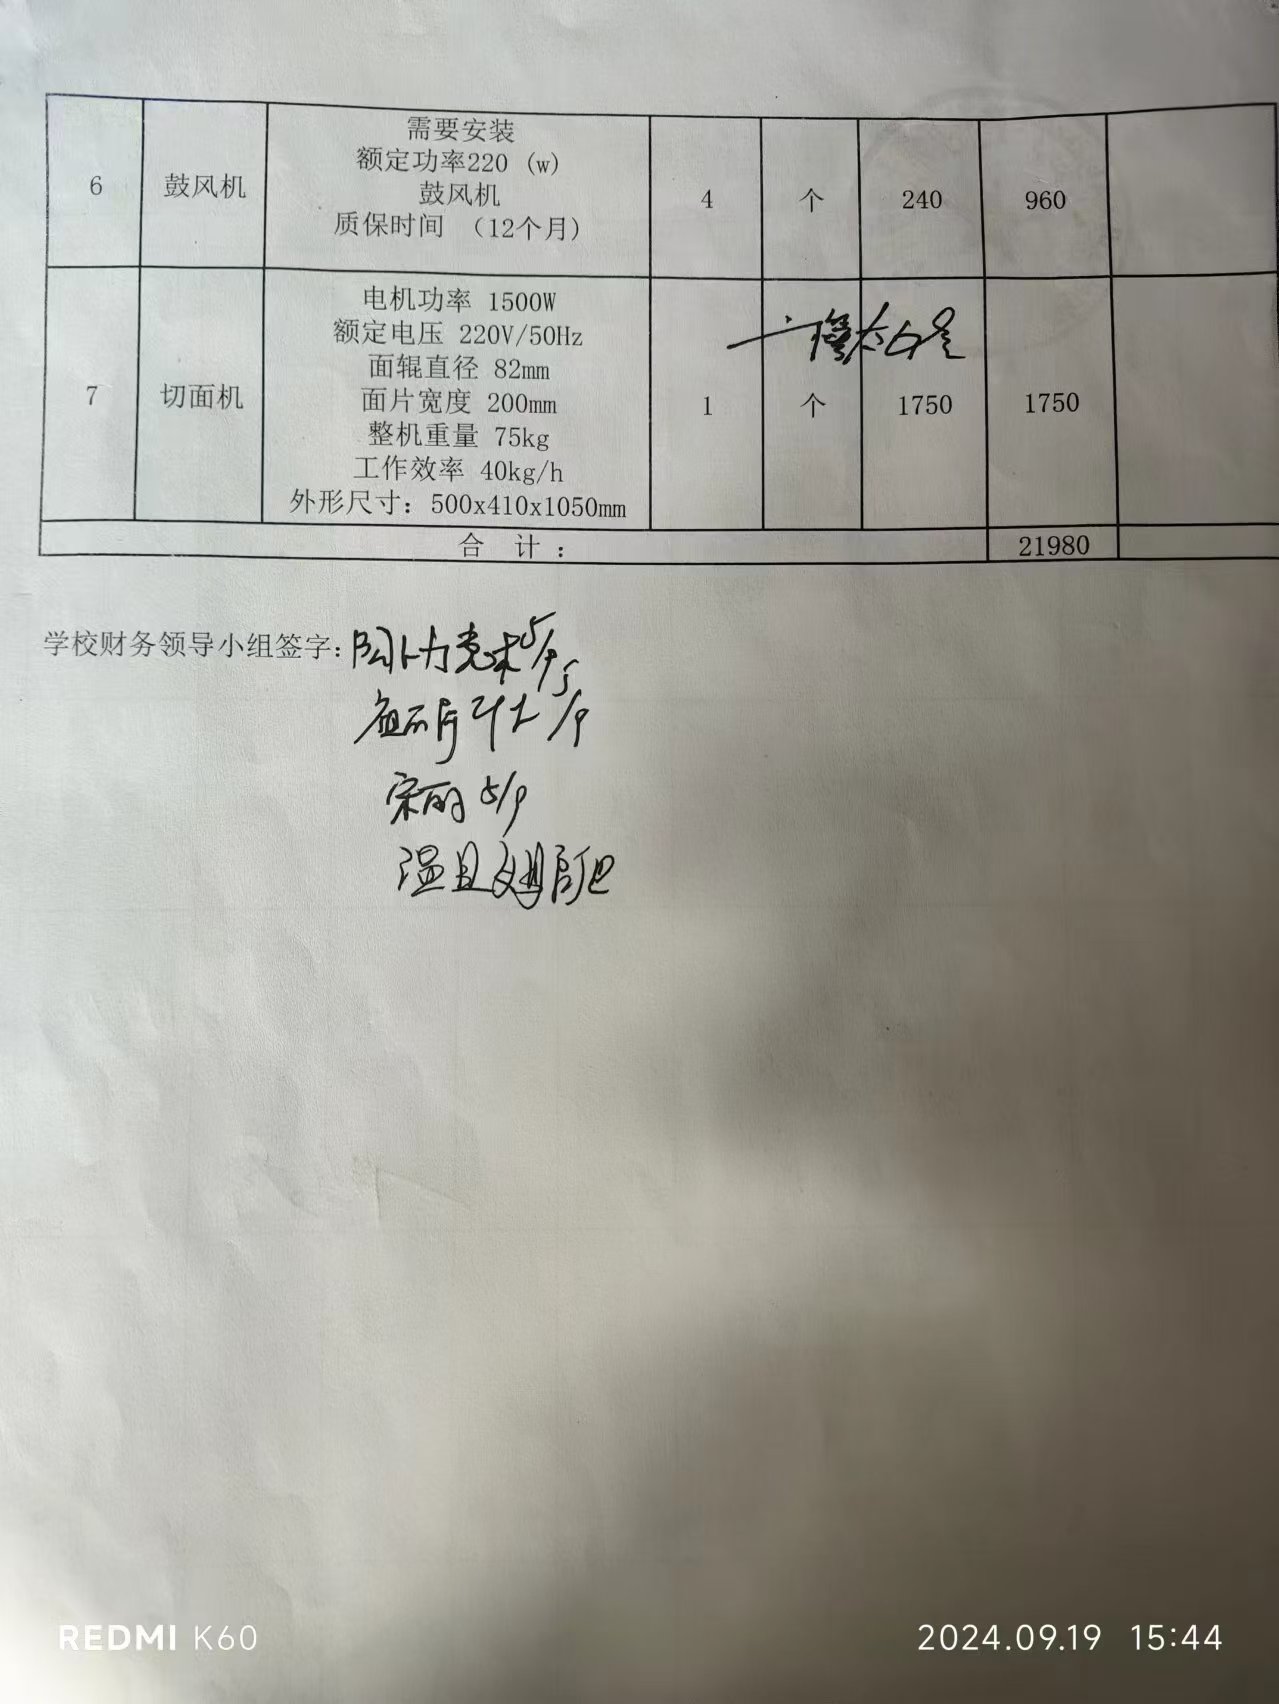 需要安装
额定功率220 (w)
6 鼓风机 鼓风机 4 个 240 960
质保时间 （12个月）
电机功率 1500W
额定电压 220V/50Hz
面辊直径 82mm
7 切面机 面片宽度 200mm 1 个 1750 1750
整机重量 75kg
工作效率 40kg/h
外形尺寸：500x410x1050mm
合 计： 21980
学校财务领导小组签字：
5/9
宋丽 5/9
REDMI K60 2024.09.19 15:44